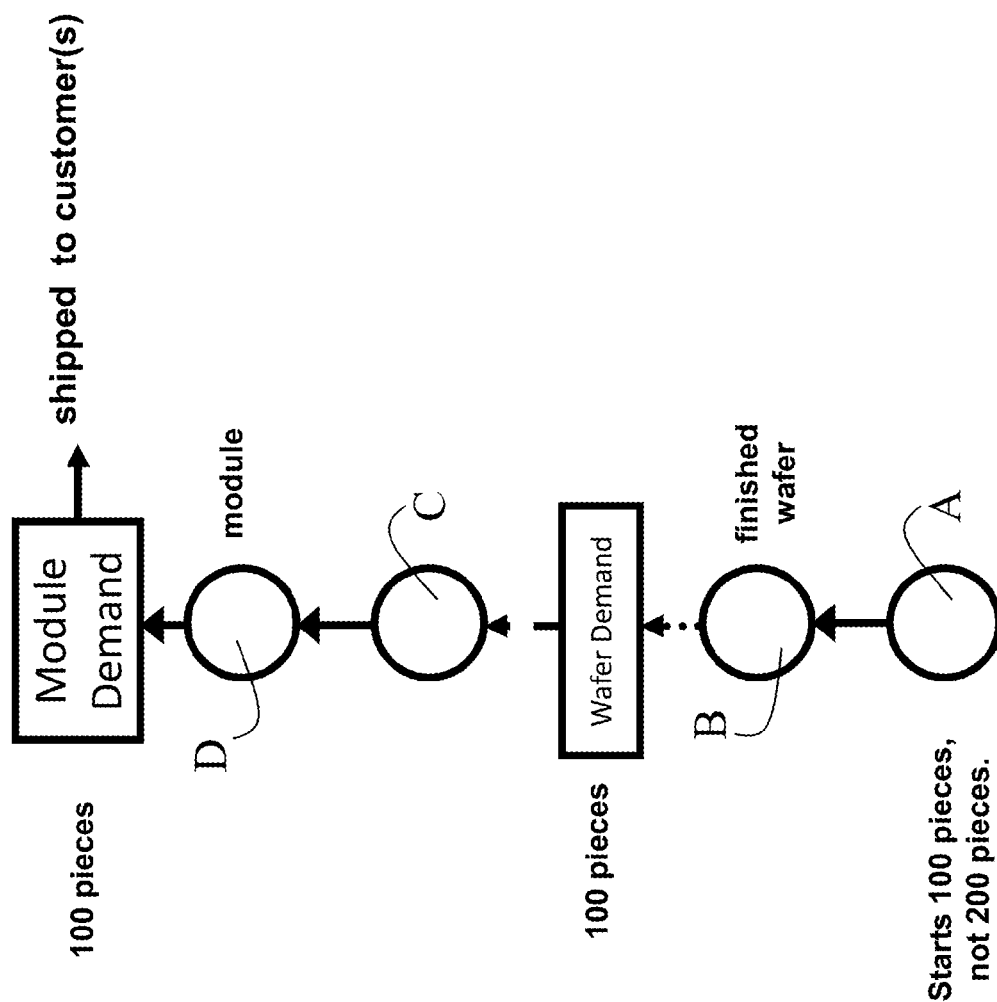 100 pieces
Module
Demand
shipped to customer(s)
D
module
C
100 pieces
Wafer Demand
B
finished
wafer
Starts 100 pieces,
not 200 pieces.
A